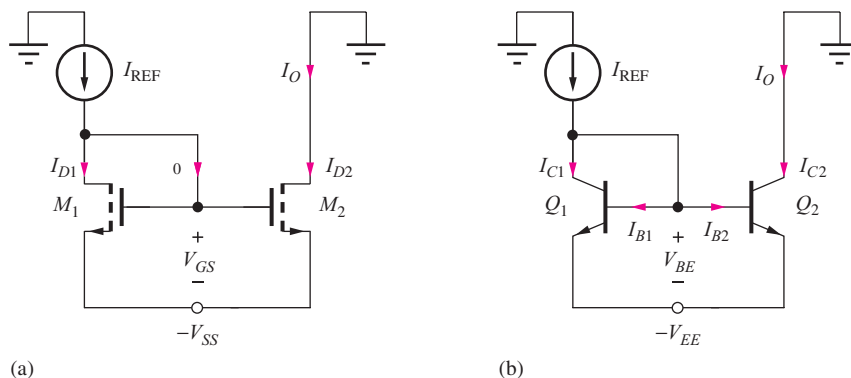 I_REF
I_O
I_D1
0
I_D2
M_1
M_2
+
V_GS
−
−V_SS
(a)
I_REF
I_O
I_C1
I_C2
Q_1
Q_2
I_B1
I_B2
+
V_BE
−
−V_EE
(b)